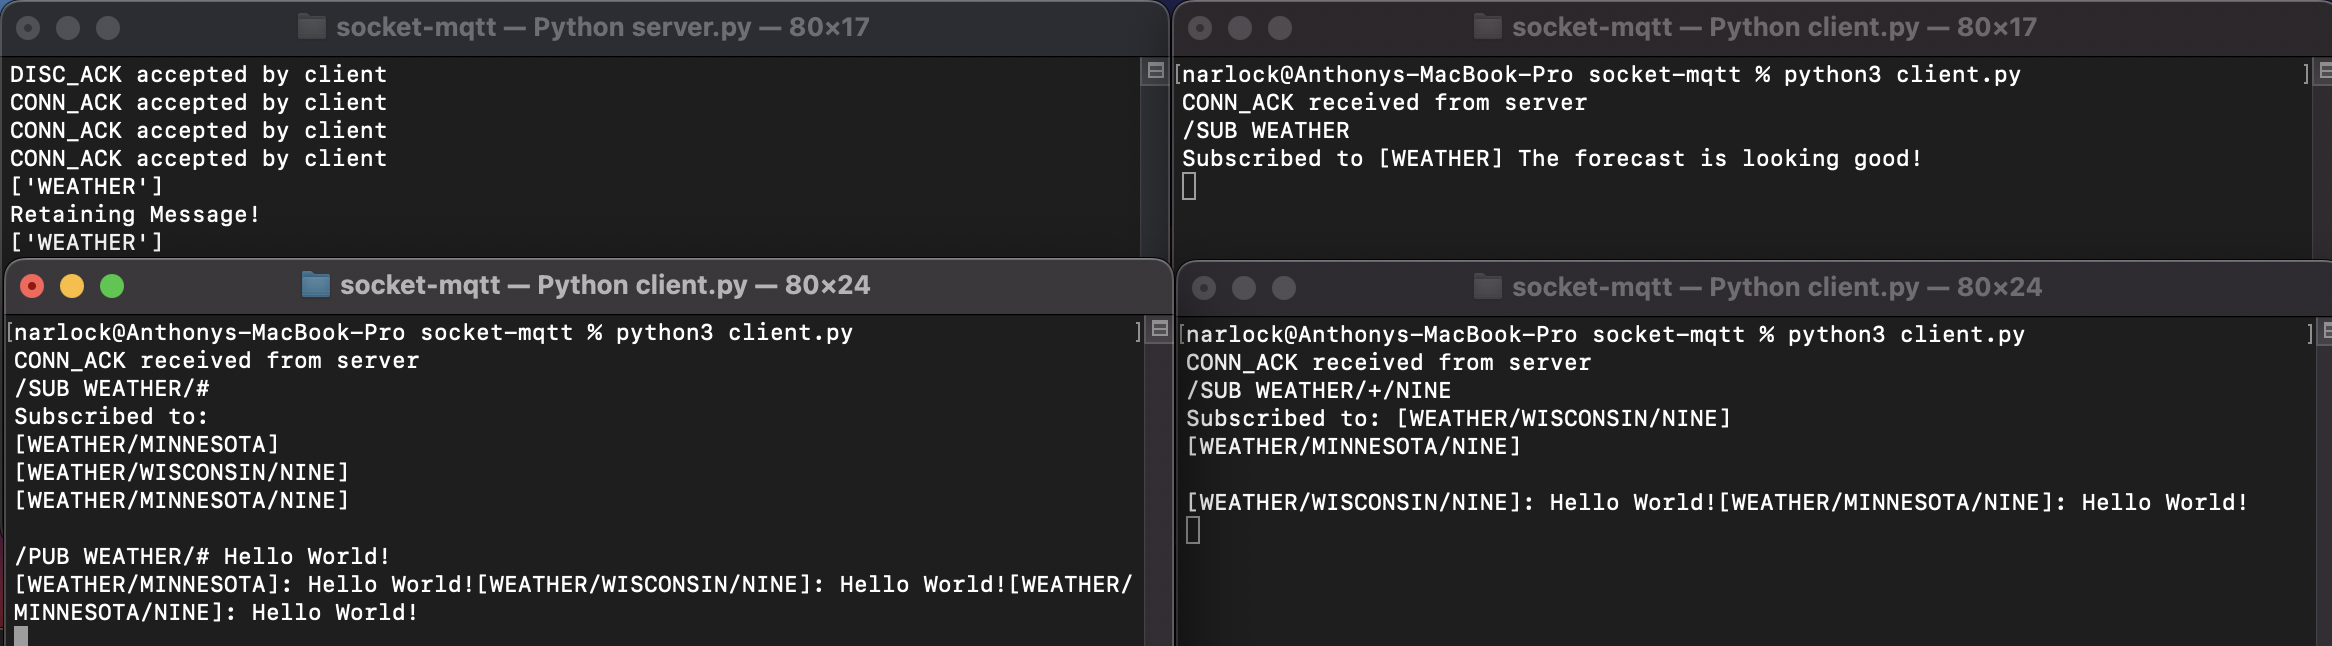 socket-mqtt — Python server.py — 80×17
DISC_ACK accepted by client
CONN_ACK accepted by client
CONN_ACK accepted by client
CONN_ACK accepted by client
['WEATHER']
Retaining Message!
['WEATHER']
socket-mqtt — Python client.py — 80×17
[narlock@Anthonys-MacBook-Pro socket-mqtt % python3 client.py ]
CONN_ACK received from server
/SUB WEATHER
Subscribed to [WEATHER] The forecast is looking good!
socket-mqtt — Python client.py — 80×24
[narlock@Anthonys-MacBook-Pro socket-mqtt % python3 client.py ]
CONN_ACK received from server
/SUB WEATHER/#
Subscribed to:
[WEATHER/MINNESOTA]
[WEATHER/WISCONSIN/NINE]
[WEATHER/MINNESOTA/NINE]
/PUB WEATHER/# Hello World!
[WEATHER/MINNESOTA]: Hello World![WEATHER/WISCONSIN/NINE]: Hello World![WEATHER/
MINNESOTA/NINE]: Hello World!
socket-mqtt — Python client.py — 80×24
[narlock@Anthonys-MacBook-Pro socket-mqtt % python3 client.py ]
CONN_ACK received from server
/SUB WEATHER/+/NINE
Subscribed to: [WEATHER/WISCONSIN/NINE]
[WEATHER/MINNESOTA/NINE]
[WEATHER/WISCONSIN/NINE]: Hello World![WEATHER/MINNESOTA/NINE]: Hello World!